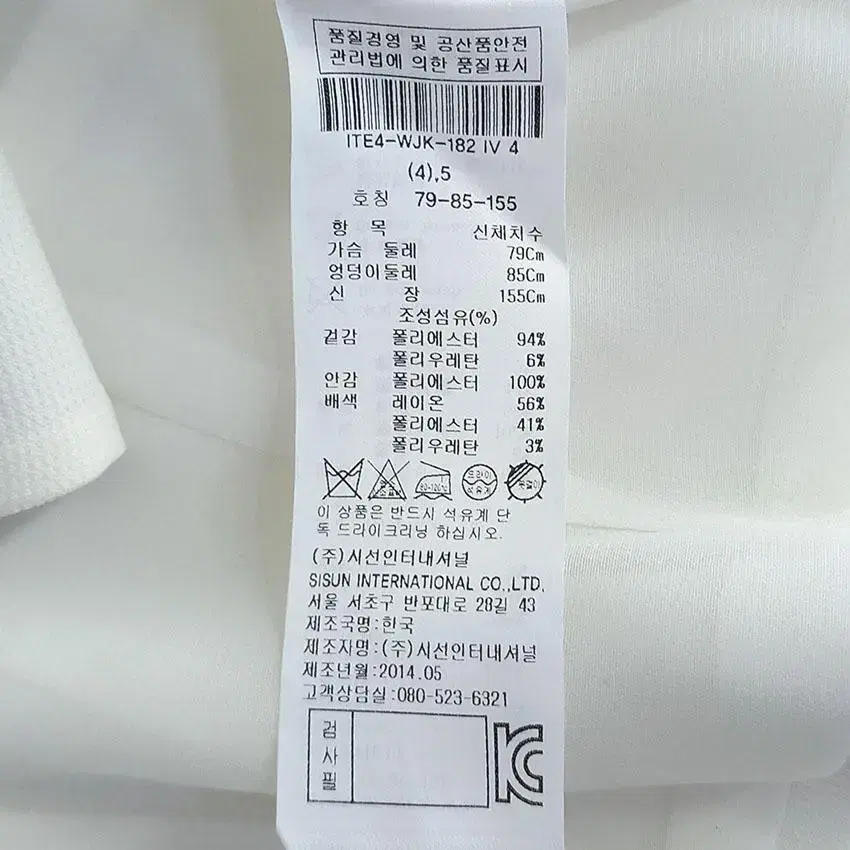 품질경영 및 공산품안전
관리법에 의한 품질표시
ITE4-WJK-182 IV 4
(4),5
호칭 79-85-155
항 목 신체치수
가슴 둘레 79Cm
엉덩이둘레 85Cm
신 장 155Cm
조성섬유(%)
겉감 폴리에스터 94%
폴리우레탄 6%
안감 폴리에스터 100%
배색 레이온 56%
폴리에스터 41%
폴리우레탄 3%
80-120℃ 드라이
석유계
이 상품은 반드시 석유계 단
독 드라이크리닝 하십시오.
(주)시선인터내셔널
SISUN INTERNATIONAL CO.,LTD.
서울 서초구 반포대로 28길 43
제조국명:한국
제조자명:(주)시선인터내셔널
제조년월:2014.05
고객상담실:080-523-6321
검
사
필